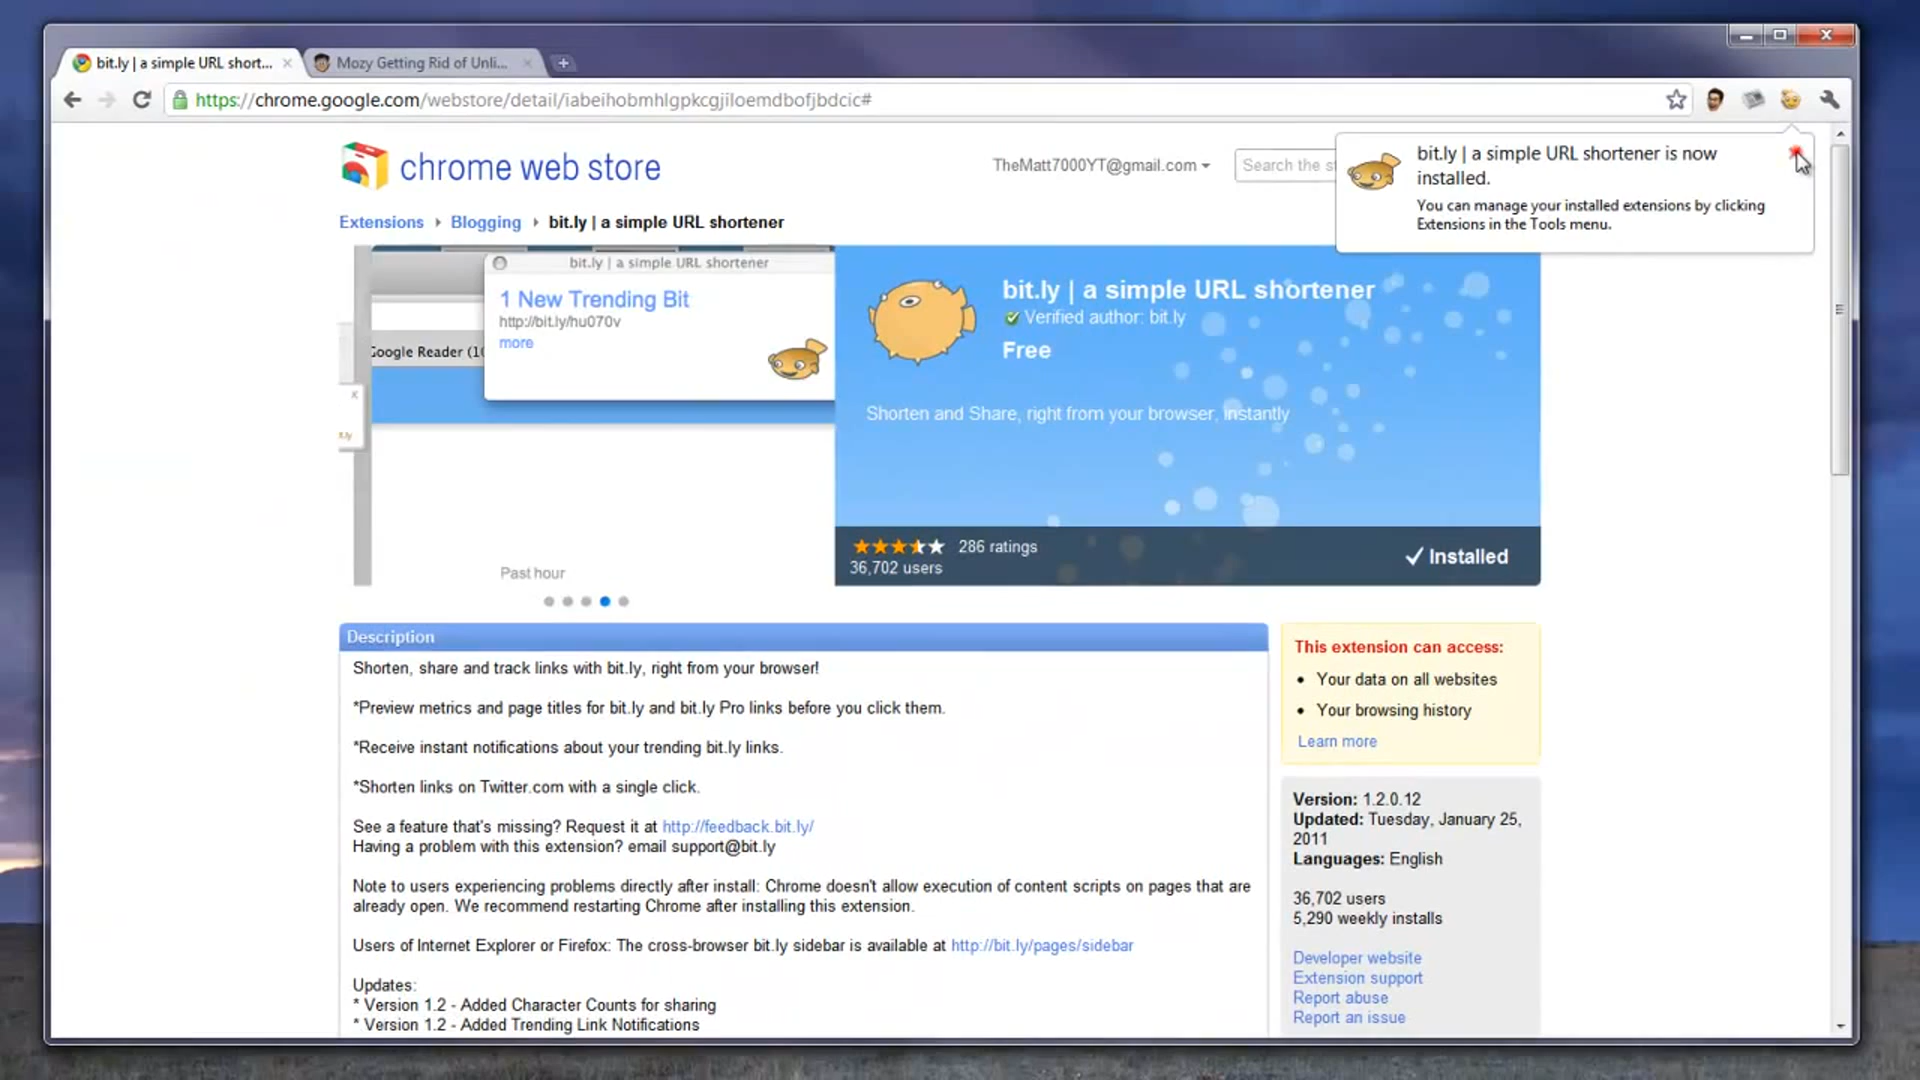 bit.ly | a simple URL short...
Mozy Getting Rid of Unli...
https://chrome.google.com/webstore/detail/iabeihobmhlgpkcgjiloemdbofjbdcic#
chrome web store
TheMatt7000YT@gmail.com
Search the st
bit.ly | a simple URL shortener is now
installed.
You can manage your installed extensions by clicking
Extensions in the Tools menu.
Extensions
Blogging
bit.ly | a simple URL shortener
bit.ly | a simple URL shortener
1 New Trending Bit
http://bit.ly/hu070v
more
Google Reader (10
x
t.ly
Past hour
bit.ly | a simple URL shortener
Verified author: bit.ly
Free
Shorten and Share, right from your browser, instantly
286 ratings
36,702 users
Installed
Description
Shorten, share and track links with bit.ly, right from your browser!
*Preview metrics and page titles for bit.ly and bit.ly Pro links before you click them.
*Receive instant notifications about your trending bit.ly links.
*Shorten links on Twitter.com with a single click.
See a feature that's missing? Request it at http://feedback.bit.ly/
Having a problem with this extension? email support@bit.ly
Note to users experiencing problems directly after install: Chrome doesn't allow execution of content scripts on pages that are
already open. We recommend restarting Chrome after installing this extension.
Users of Internet Explorer or Firefox: The cross-browser bit.ly sidebar is available at http://bit.ly/pages/sidebar
Updates:
* Version 1.2 - Added Character Counts for sharing
* Version 1.2 - Added Trending Link Notifications
This extension can access:
Your data on all websites
Your browsing history
Learn more
Version: 1.2.0.12
Updated: Tuesday, January 25,
2011
Languages: English
36,702 users
5,290 weekly installs
Developer website
Extension support
Report abuse
Report an issue